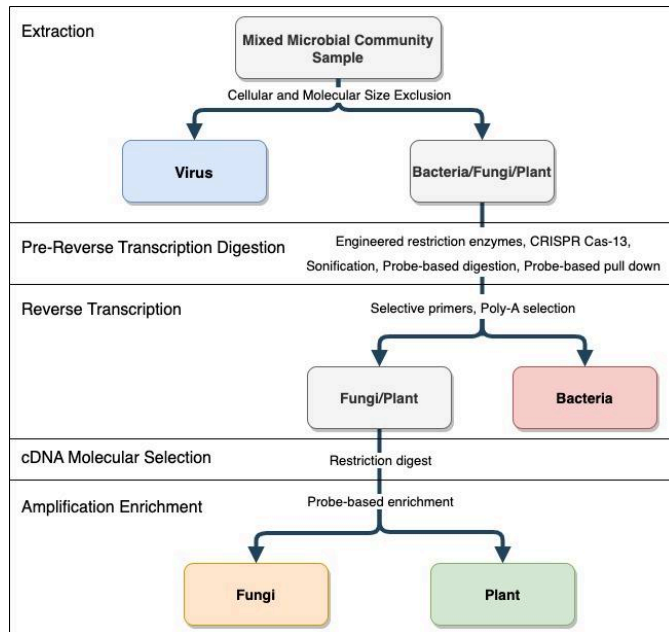 Extraction
Mixed Microbial Community
Sample
Cellular and Molecular Size Exclusion
Virus
Bacteria/Fungi/Plant
Pre-Reverse Transcription Digestion
Engineered restriction enzymes, CRISPR Cas-13,
Sonification, Probe-based digestion, Probe-based pull down
Reverse Transcription
Selective primers, Poly-A selection
Fungi/Plant
Bacteria
cDNA Molecular Selection
Restriction digest
Amplification Enrichment
Probe-based enrichment
Fungi
Plant